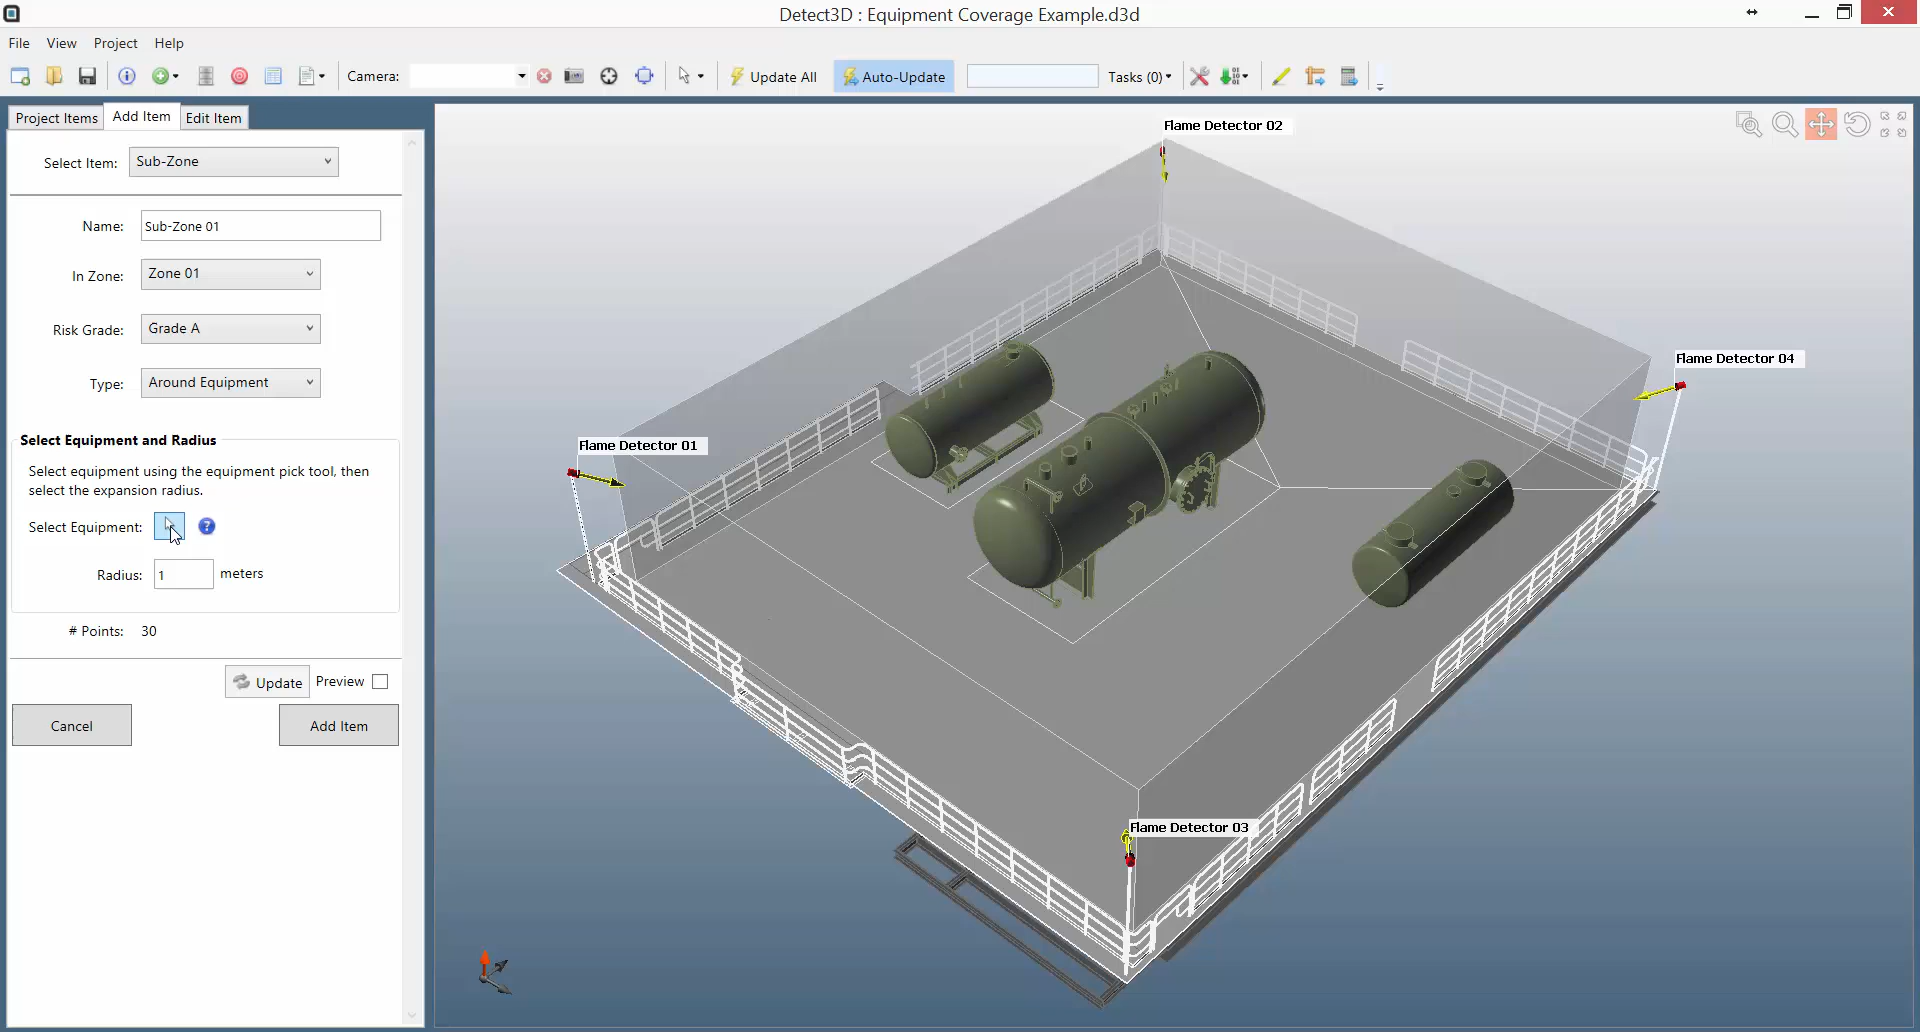 Detect3D : Equipment Coverage Example.d3d
File View Project Help
Camera: Update All Auto-Update Tasks (0)
Project Items Add Item Edit Item
Select Item: Sub-Zone
Name: Sub-Zone 01
In Zone: Zone 01
Risk Grade: Grade A
Type: Around Equipment
Select Equipment and Radius
Select equipment using the equipment pick tool, then
select the expansion radius.
Select Equipment: ?
Radius: 1 meters
# Points: 30
Update Preview
Cancel Add Item
Flame Detector 02
Flame Detector 04
Flame Detector 01
Flame Detector 03